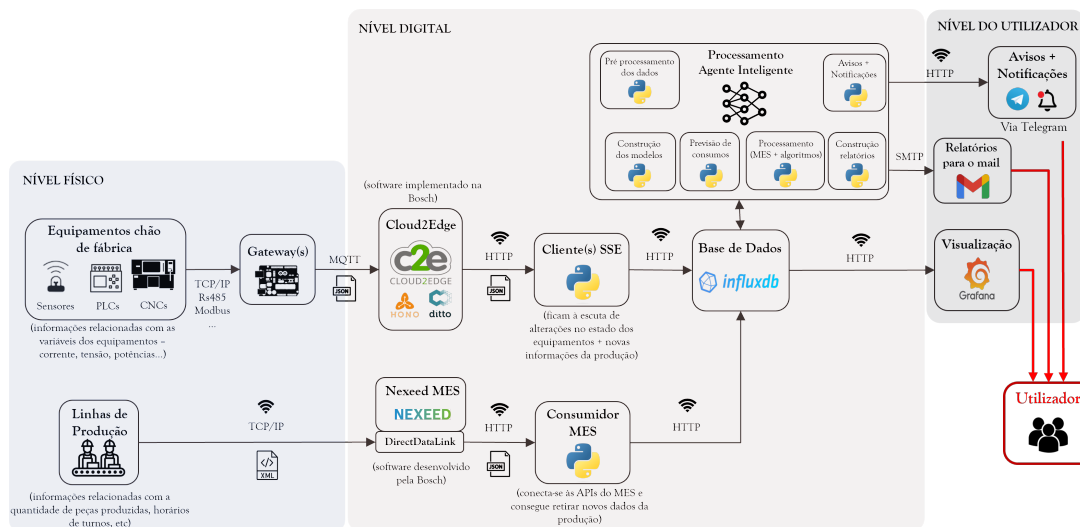 NÍVEL DIGITAL
NÍVEL DO UTILIZADOR
NÍVEL FÍSICO
Processamento
Agente Inteligente
Pré processamento
dos dados
Avisos +
Notificações
Construção
dos modelos
Previsão de
consumos
Processamento
(MES + algoritmos)
Construção
relatórios
HTTP
Avisos +
Notificações
Via Telegram
SMTP
Relatórios
para o mail
Equipamentos chão
de fábrica
Sensores
PLCs
CNCs
(informações relacionadas com as
variáveis dos equipamentos –
corrente, tensão, potências...)
TCP/IP
Rs485
Modbus
...
Gateway(s)
MQTT
JSON
(software implementado na
Bosch)
Cloud2Edge
c2e
CLOUD2EDGE
HONO
ditto
HTTP
JSON
Cliente(s) SSE
(ficam à escuta de
alterações no estado dos
equipamentos + novas
informações da produção)
HTTP
Base de Dados
influxdb
HTTP
Visualização
Grafana
Linhas de
Produção
(informações relacionadas com a
quantidade de peças produzidas, horários
de turnos, etc)
TCP/IP
</>
XML
Nexeed MES
NEXEED
DirectDataLink
(software desenvolvido
pela Bosch)
HTTP
JSON
Consumidor
MES
(conecta-se às APIs do MES e
consegue retirar novos dados da
produção)
HTTP
Utilizador